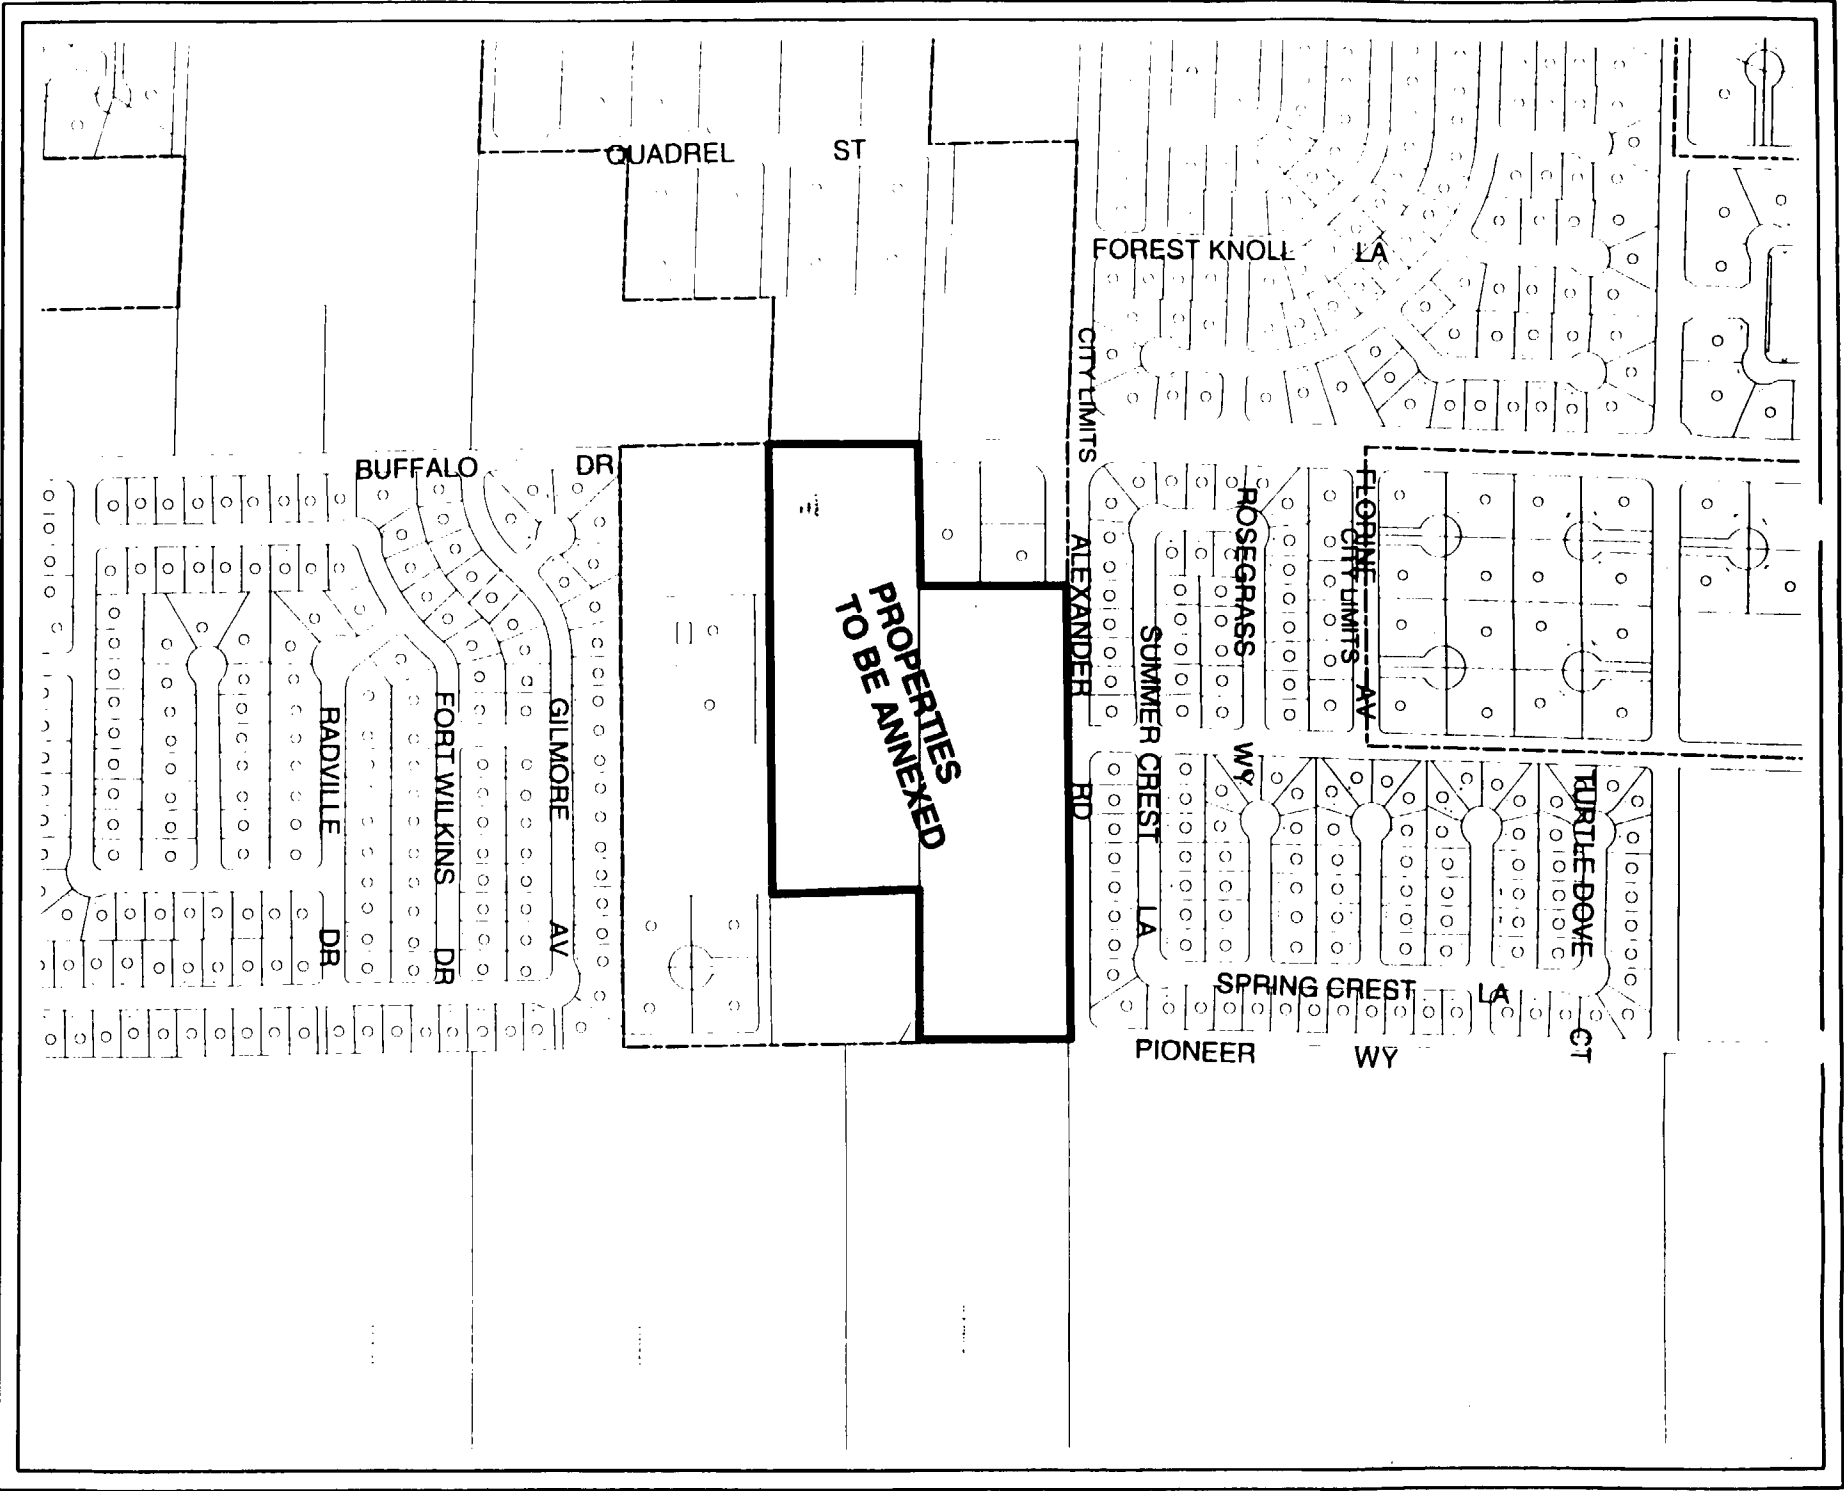 QUADREL ST
FOREST KNOLL LA
CITY LIMITS
BUFFALO DR
ALEXANDER RD
ROSEGRASS WY
FLORINE AV
CITY LIMITS
PROPERTIES
TO BE ANNEXED
SUMMER CREST LA
RADVILLE DR
FORT WILKINS DR
GILMORE AV
TURTLE DOVE CT
SPRING CREST LA
PIONEER WY